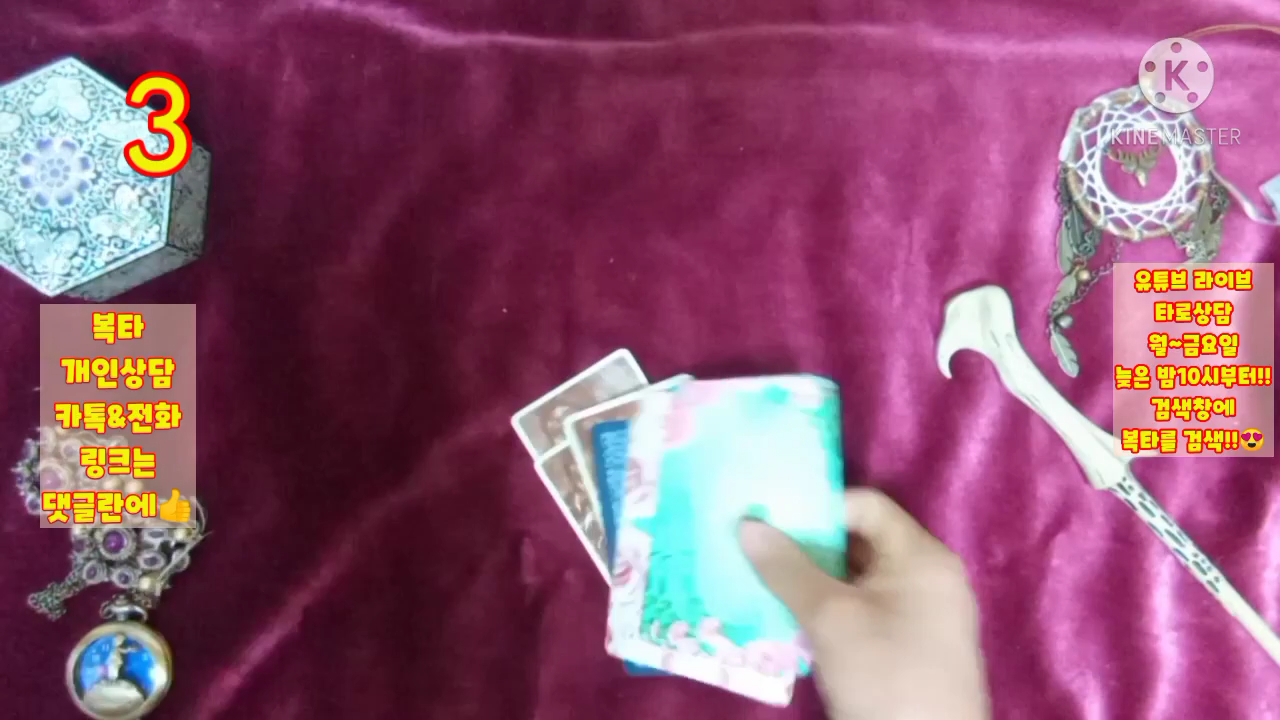 3
KINEMASTER
복타
개인상담
카톡&전화
링크는
댓글란에👍
유튜브 라이브
타로상담
월~금요일
늦은 밤10시부터!!
검색창에
복타를 검색!!😍